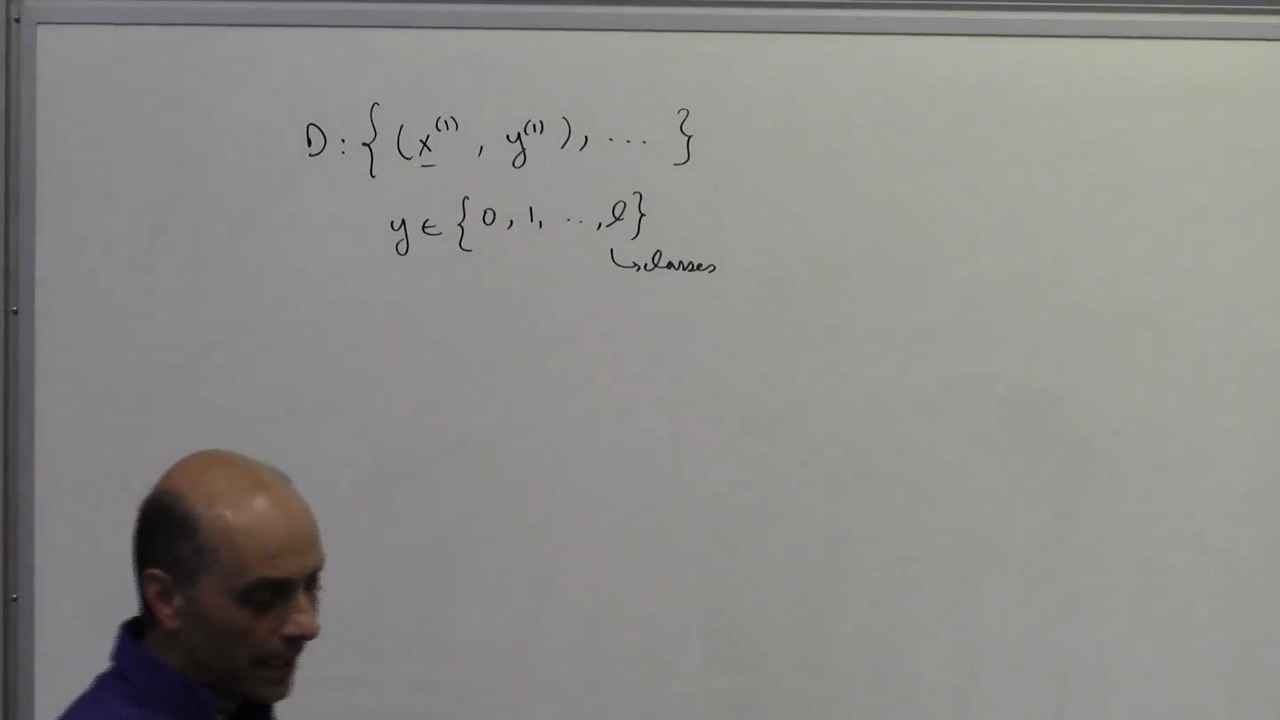 D : { (x^(1) , y^(1) ) , ... }
y ∈ { 0 , 1, .. , l }
↳ classes